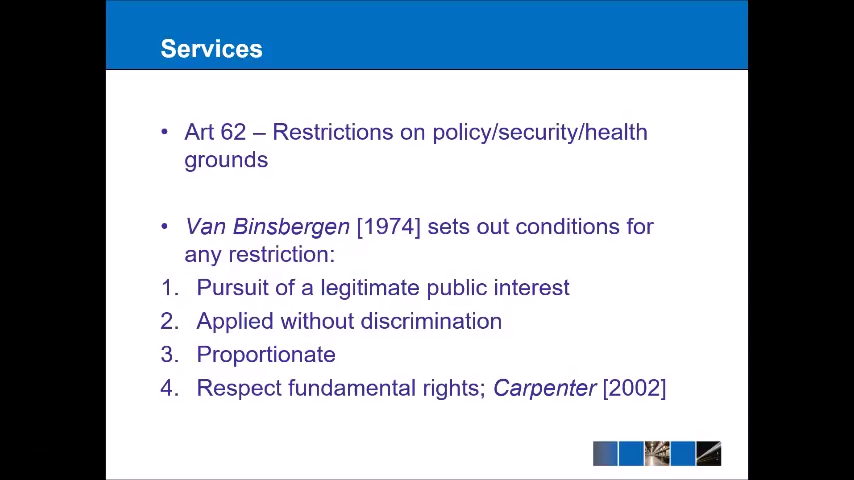 Services
• Art 62 – Restrictions on policy/security/health
grounds
• Van Binsbergen [1974] sets out conditions for
any restriction:
1. Pursuit of a legitimate public interest
2. Applied without discrimination
3. Proportionate
4. Respect fundamental rights; Carpenter [2002]